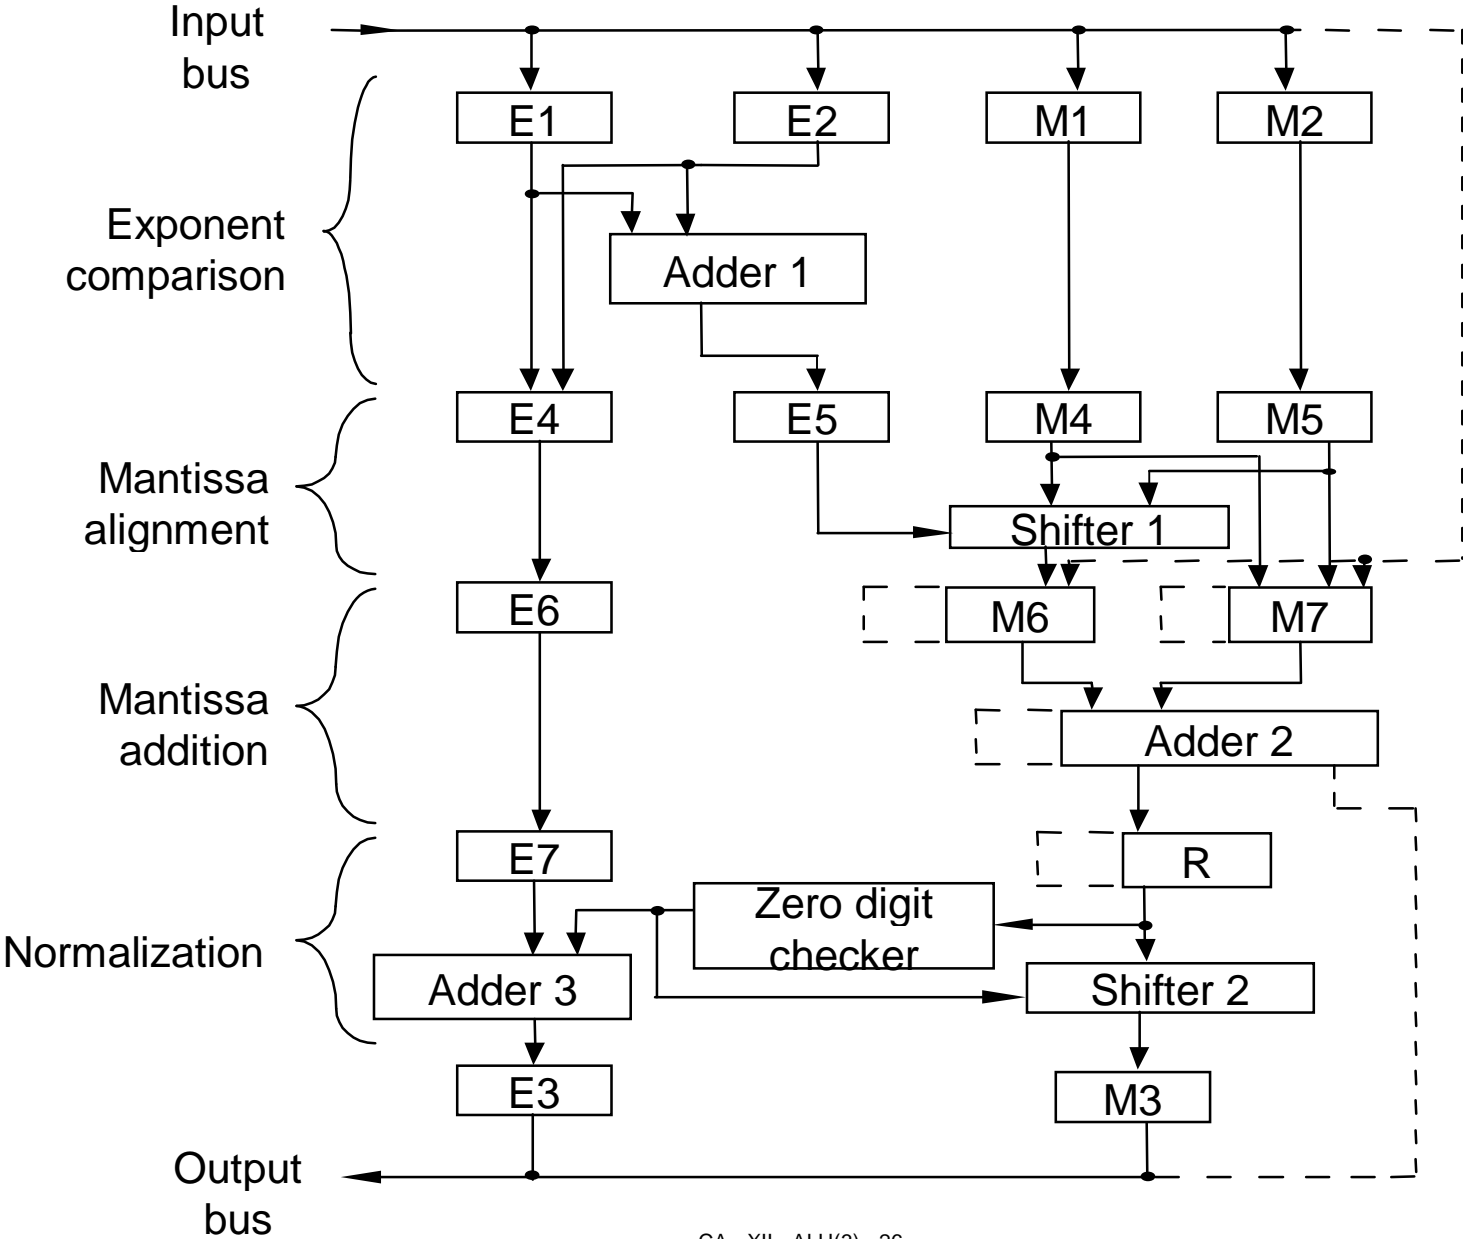 Input
bus
E1
E2
M1
M2
Exponent
comparison
Adder 1
E4
E5
M4
M5
Mantissa
alignment
Shifter 1
E6
M6
M7
Mantissa
addition
Adder 2
E7
R
Zero digit
checker
Normalization
Adder 3
Shifter 2
E3
M3
Output
bus